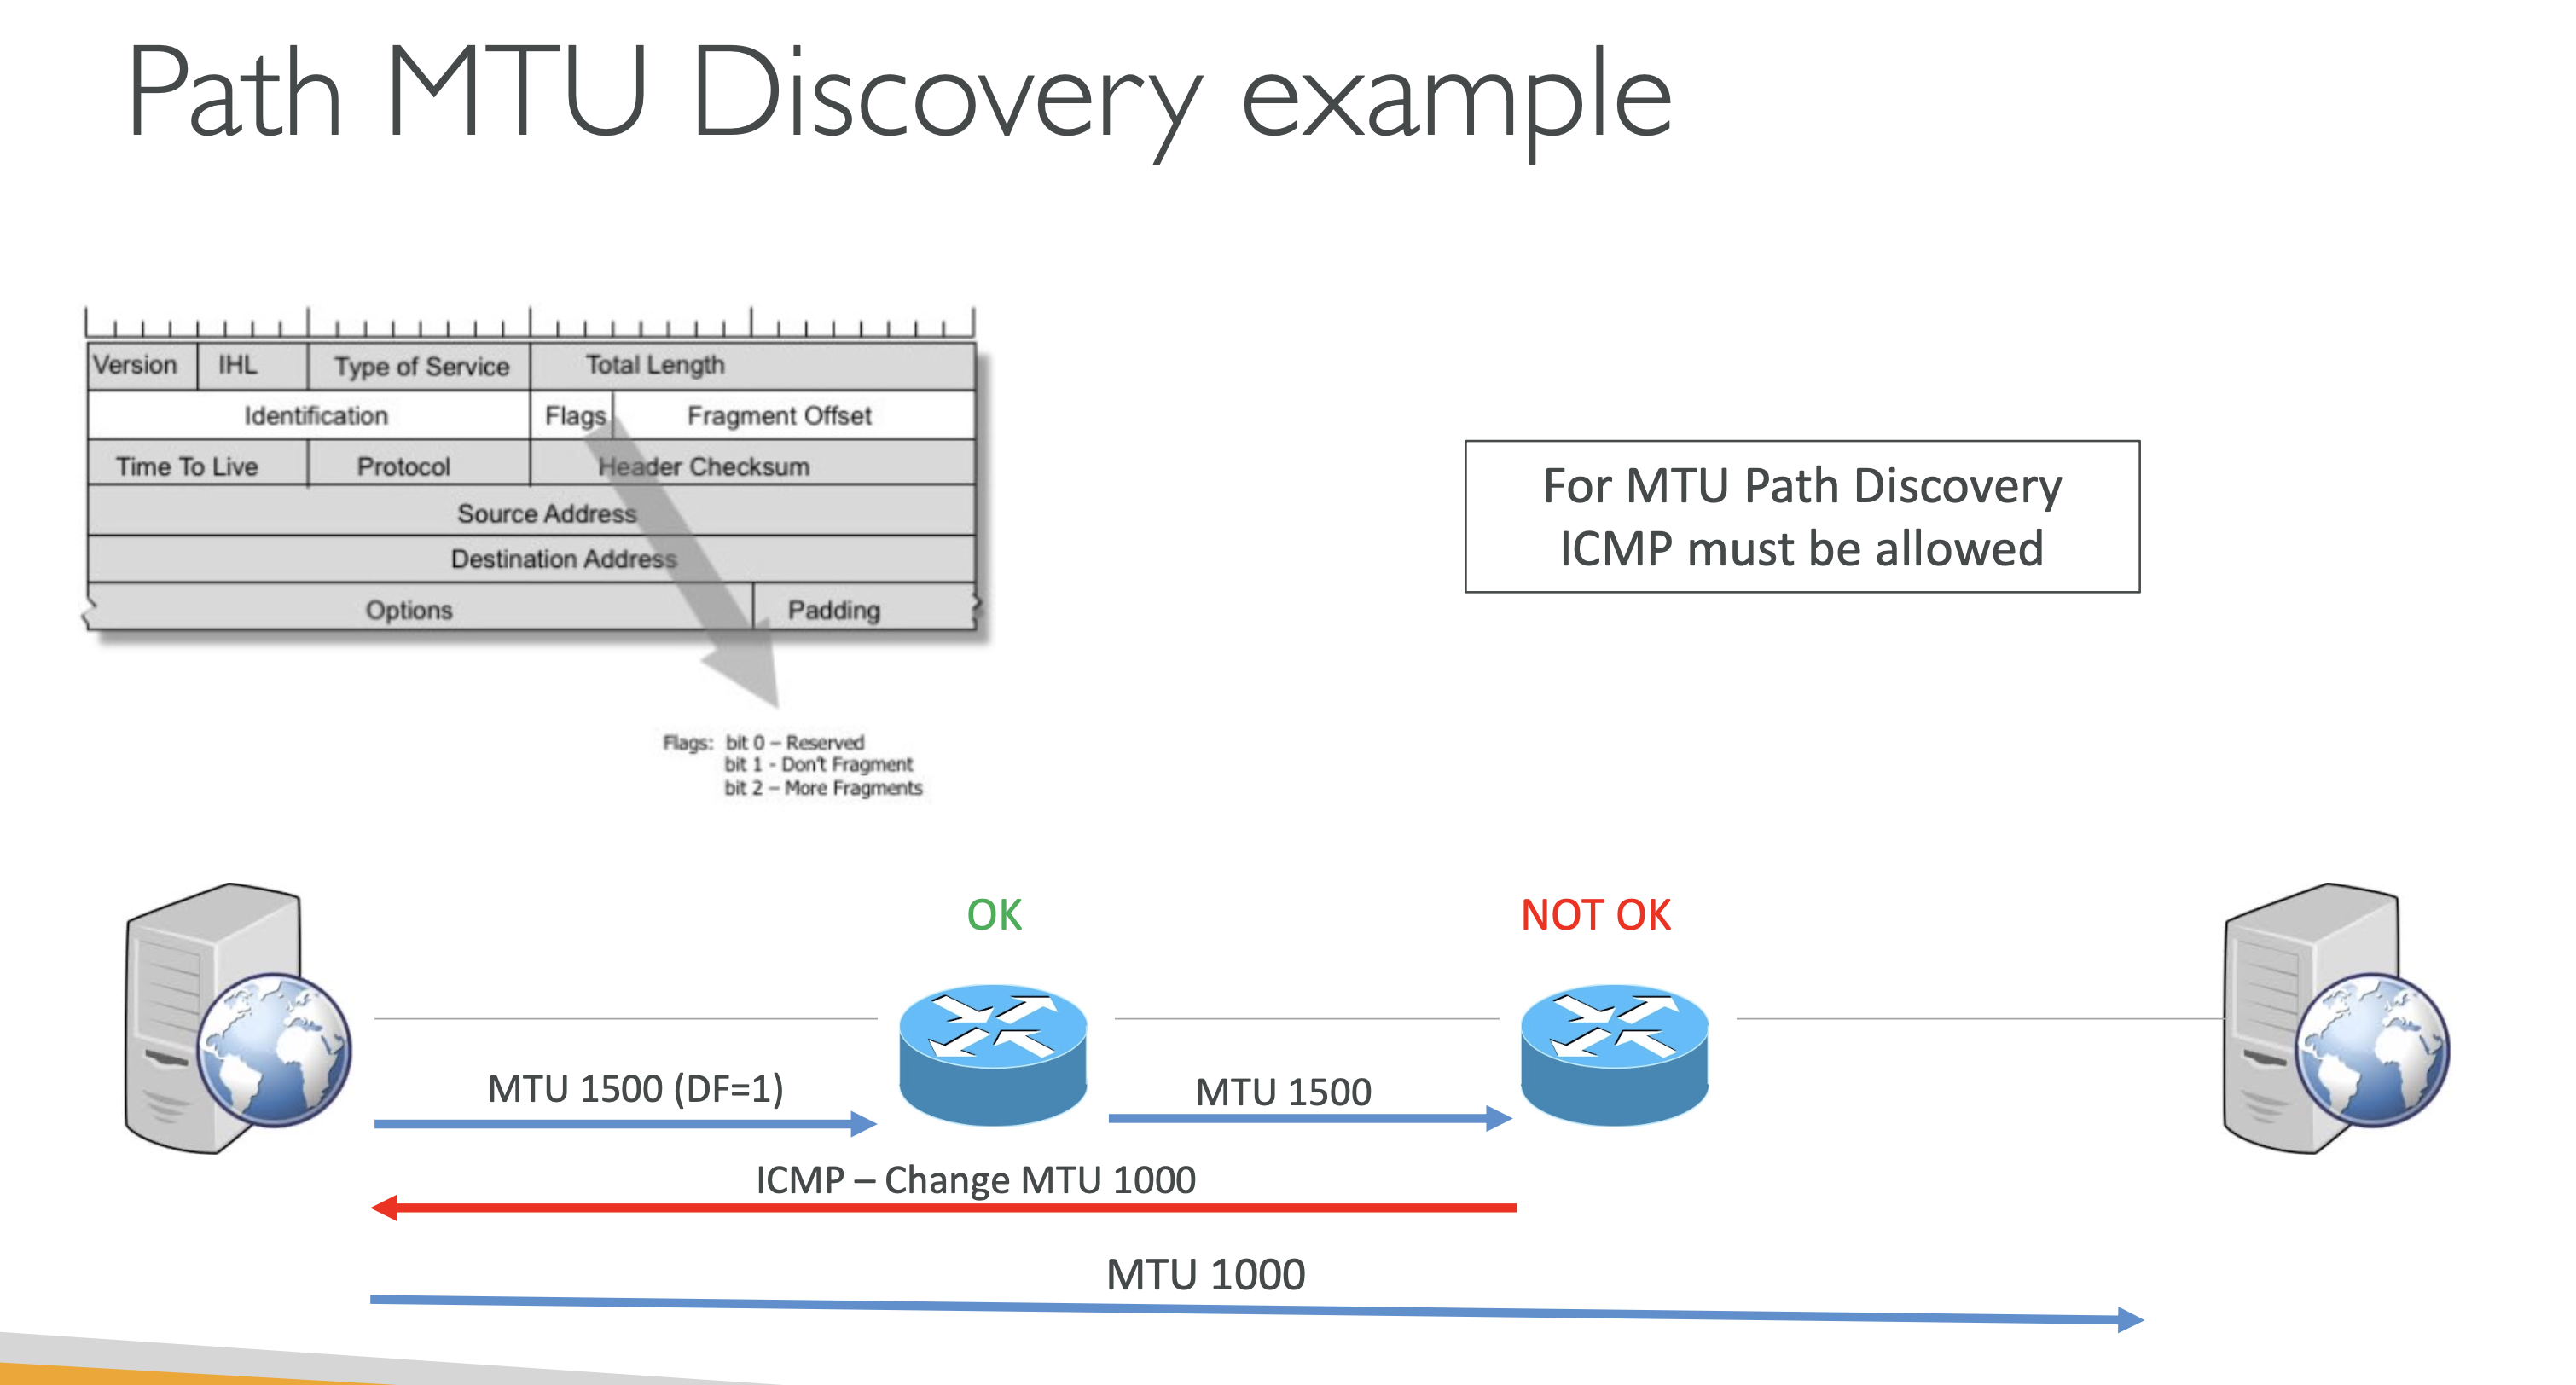 Path MTU Discovery example
Version IHL Type of Service Total Length
Identification Flags Fragment Offset
Time To Live Protocol Header Checksum
Source Address
Destination Address
Options Padding
Flags: bit 0 – Reserved
bit 1 - Don't Fragment
bit 2 – More Fragments
For MTU Path Discovery
ICMP must be allowed
OK
NOT OK
MTU 1500 (DF=1)
MTU 1500
ICMP – Change MTU 1000
MTU 1000